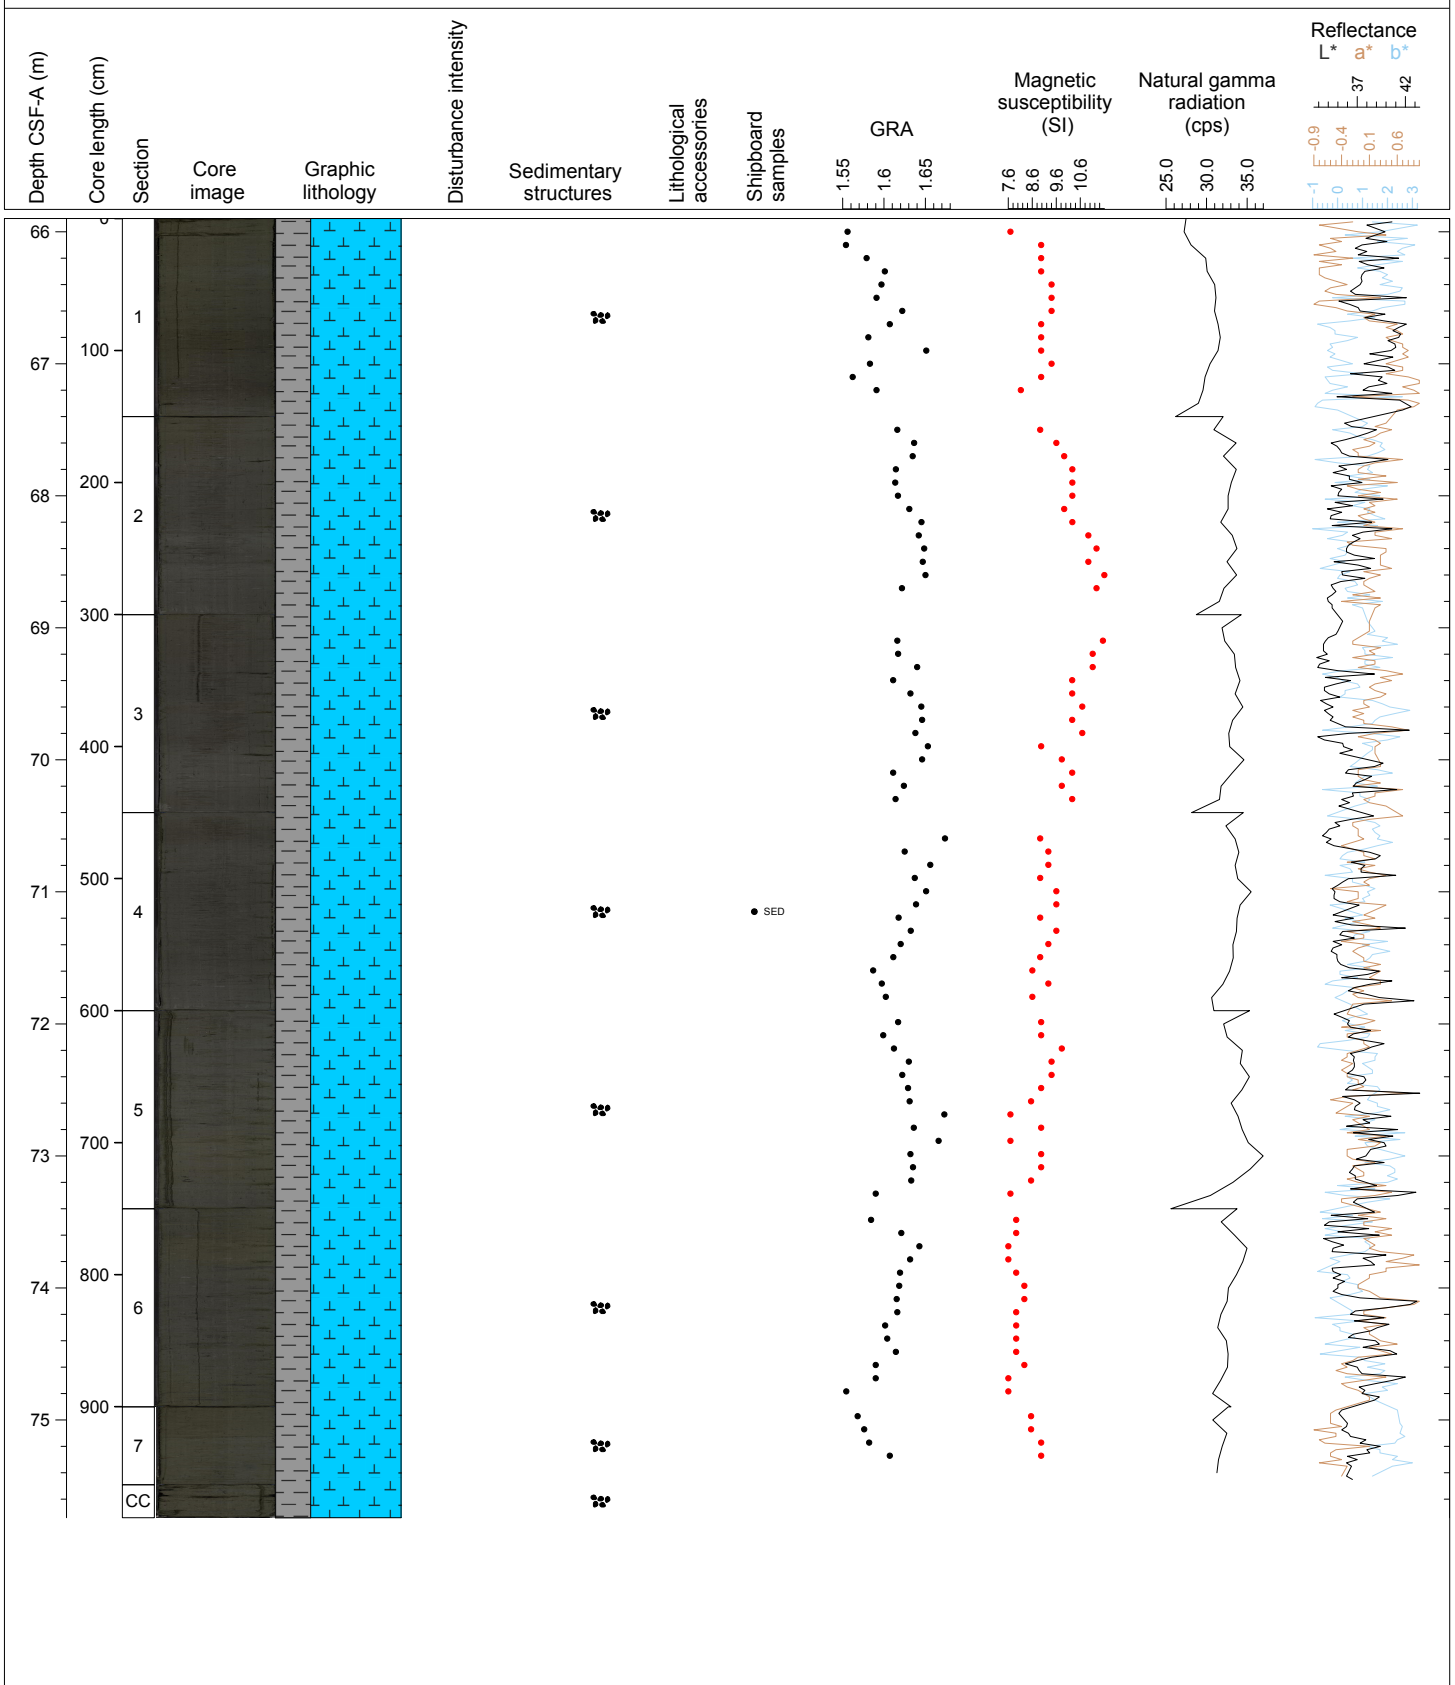 Depth CSF-A (m)
Core length (cm)
Section
Core
image
Graphic
lithology
Disturbance intensity
Sedimentary
structures
Lithological
accessories
Shipboard
samples
GRA
1.55
1.6
1.65
Magnetic
susceptibility
(SI)
7.6
8.6
9.6
10.6
Natural gamma
radiation
(cps)
25.0
30.0
35.0
Reflectance
L* a* b*
37
42
-0.9
-0.4
0.1
0.6
-1
0
1
2
3
0
66
1
100
67
200
68
2
300
69
3
400
70
500
71
4
SED
600
72
5
700
73
800
74
6
900
75
7
CC